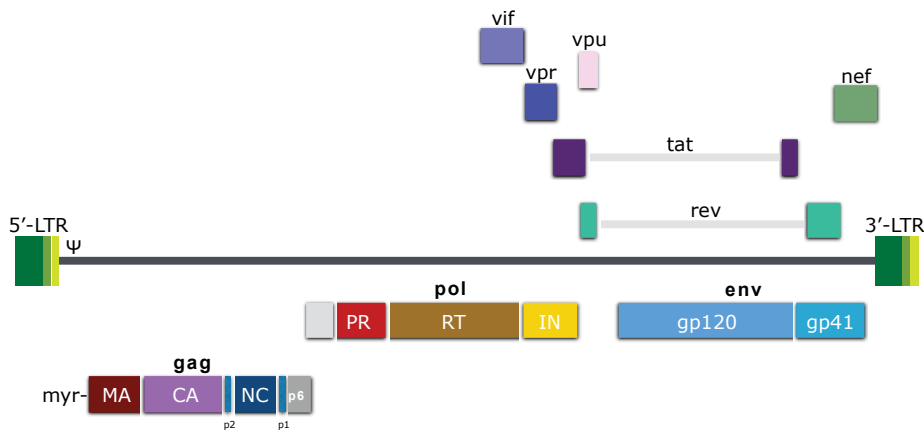 vif
vpu
vpr
nef
tat
rev
5′-LTR
3′-LTR
Ψ
pol
env
PR RT IN gp120 gp41
gag
myr- MA CA NC p6
p2 p1